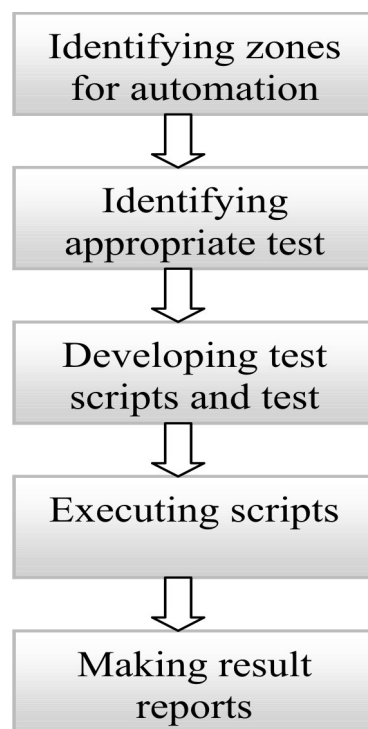 Identifying zones
for automation
Identifying
appropriate test
Developing test
scripts and test
Executing scripts
Making result
reports